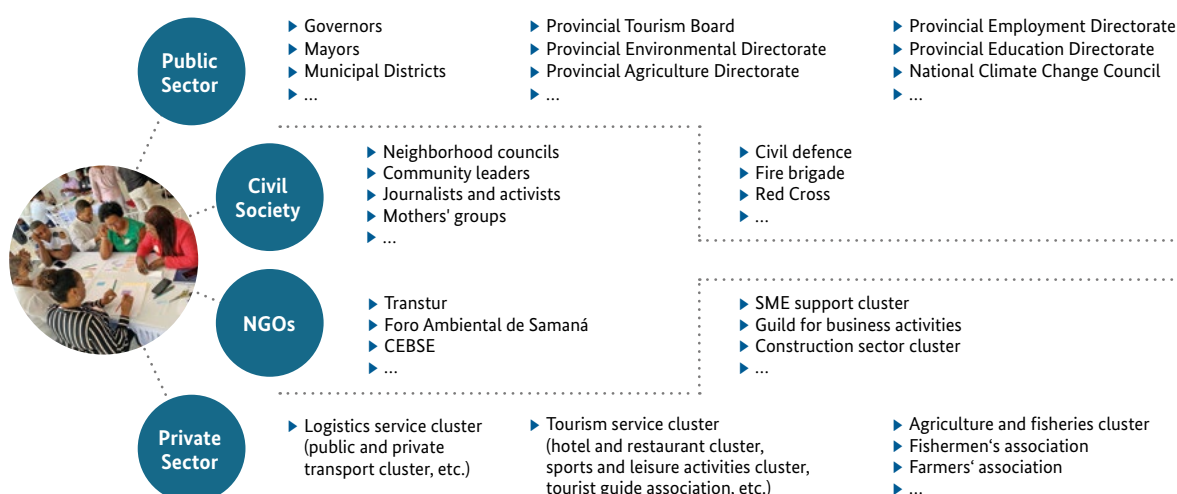 Public
Sector
▶ Governors
▶ Mayors
▶ Municipal Districts
▶ ...
▶ Provincial Tourism Board
▶ Provincial Environmental Directorate
▶ Provincial Agriculture Directorate
▶ ...
▶ Provincial Employment Directorate
▶ Provincial Education Directorate
▶ National Climate Change Council
▶ ...
▶ Civil defence
▶ Fire brigade
▶ Red Cross
▶ ...
Civil
Society
▶ Neighborhood councils
▶ Community leaders
▶ Journalists and activists
▶ Mothers' groups
▶ ...
NGOs
▶ Transtur
▶ Foro Ambiental de Samaná
▶ CEBSE
▶ ...
▶ SME support cluster
▶ Guild for business activities
▶ Construction sector cluster
▶ ...
Private
Sector
▶ Logistics service cluster
(public and private
transport cluster, etc.)
▶ Tourism service cluster
(hotel and restaurant cluster,
sports and leisure activities cluster,
tourist guide association, etc.)
▶ Agriculture and fisheries cluster
▶ Fishermen‘s association
▶ Farmers‘ association
▶ ...